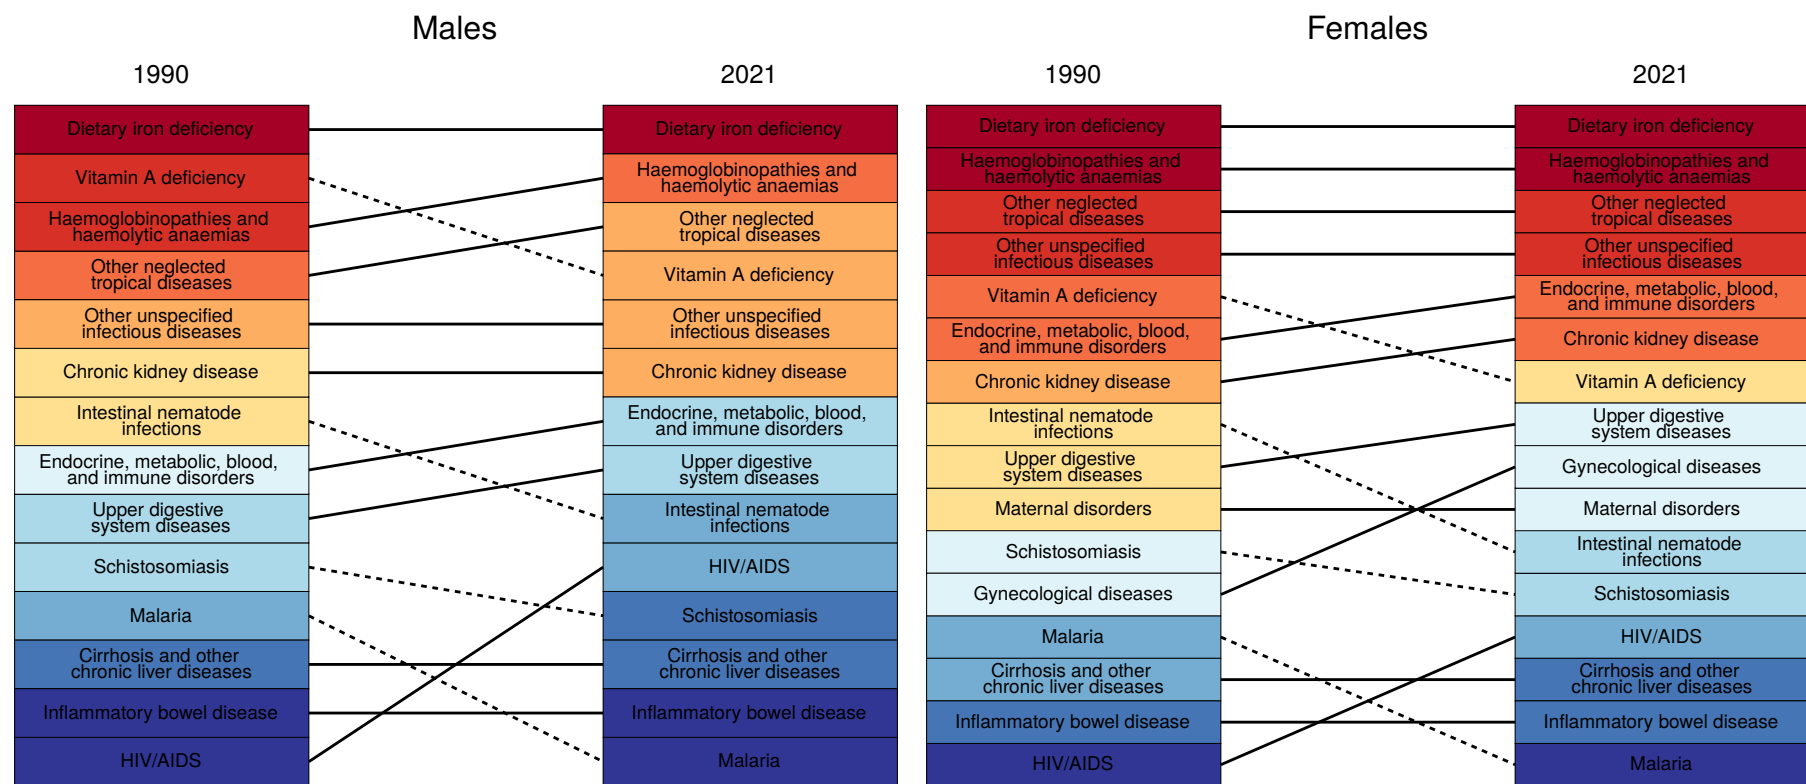 Males
1990
2021
Dietary iron deficiency
Vitamin A deficiency
Haemoglobinopathies and
haemolytic anaemias
Other neglected
tropical diseases
Other unspecified
infectious diseases
Chronic kidney disease
Intestinal nematode
infections
Endocrine, metabolic, blood,
and immune disorders
Upper digestive
system diseases
Schistosomiasis
Malaria
Cirrhosis and other
chronic liver diseases
Inflammatory bowel disease
HIV/AIDS
Dietary iron deficiency
Haemoglobinopathies and
haemolytic anaemias
Other neglected
tropical diseases
Vitamin A deficiency
Other unspecified
infectious diseases
Chronic kidney disease
Endocrine, metabolic, blood,
and immune disorders
Upper digestive
system diseases
Intestinal nematode
infections
HIV/AIDS
Schistosomiasis
Cirrhosis and other
chronic liver diseases
Inflammatory bowel disease
Malaria
Females
1990
2021
Dietary iron deficiency
Haemoglobinopathies and
haemolytic anaemias
Other neglected
tropical diseases
Other unspecified
infectious diseases
Vitamin A deficiency
Endocrine, metabolic, blood,
and immune disorders
Chronic kidney disease
Intestinal nematode
infections
Upper digestive
system diseases
Maternal disorders
Schistosomiasis
Gynecological diseases
Malaria
Cirrhosis and other
chronic liver diseases
Inflammatory bowel disease
HIV/AIDS
Dietary iron deficiency
Haemoglobinopathies and
haemolytic anaemias
Other neglected
tropical diseases
Other unspecified
infectious diseases
Endocrine, metabolic, blood,
and immune disorders
Chronic kidney disease
Vitamin A deficiency
Upper digestive
system diseases
Gynecological diseases
Maternal disorders
Intestinal nematode
infections
Schistosomiasis
HIV/AIDS
Cirrhosis and other
chronic liver diseases
Inflammatory bowel disease
Malaria